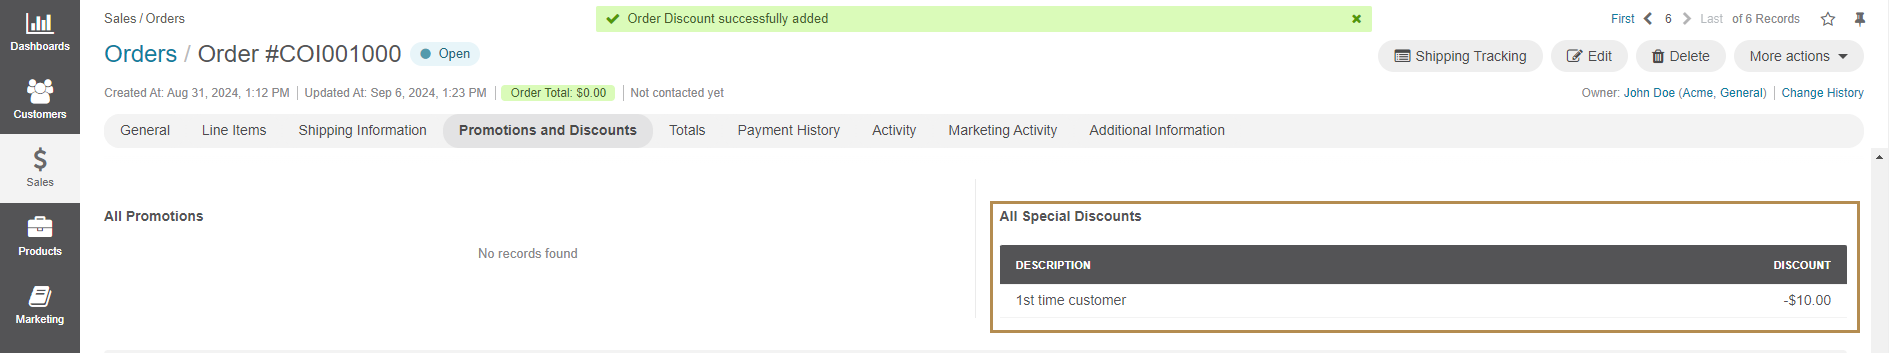 Dashboards
Customers
Sales
Products
Marketing
Sales / Orders
Order Discount successfully added
First 6 Last of 6 Records
Orders / Order #COI001000 Open
Shipping Tracking Edit Delete More actions
Created At: Aug 31, 2024, 1:12 PM Updated At: Sep 6, 2024, 1:23 PM Order Total: $0.00 Not contacted yet
Owner: John Doe (Acme, General) Change History
General Line Items Shipping Information Promotions and Discounts Totals Payment History Activity Marketing Activity Additional Information
All Promotions
No records found
All Special Discounts
DESCRIPTION DISCOUNT
1st time customer -$10.00